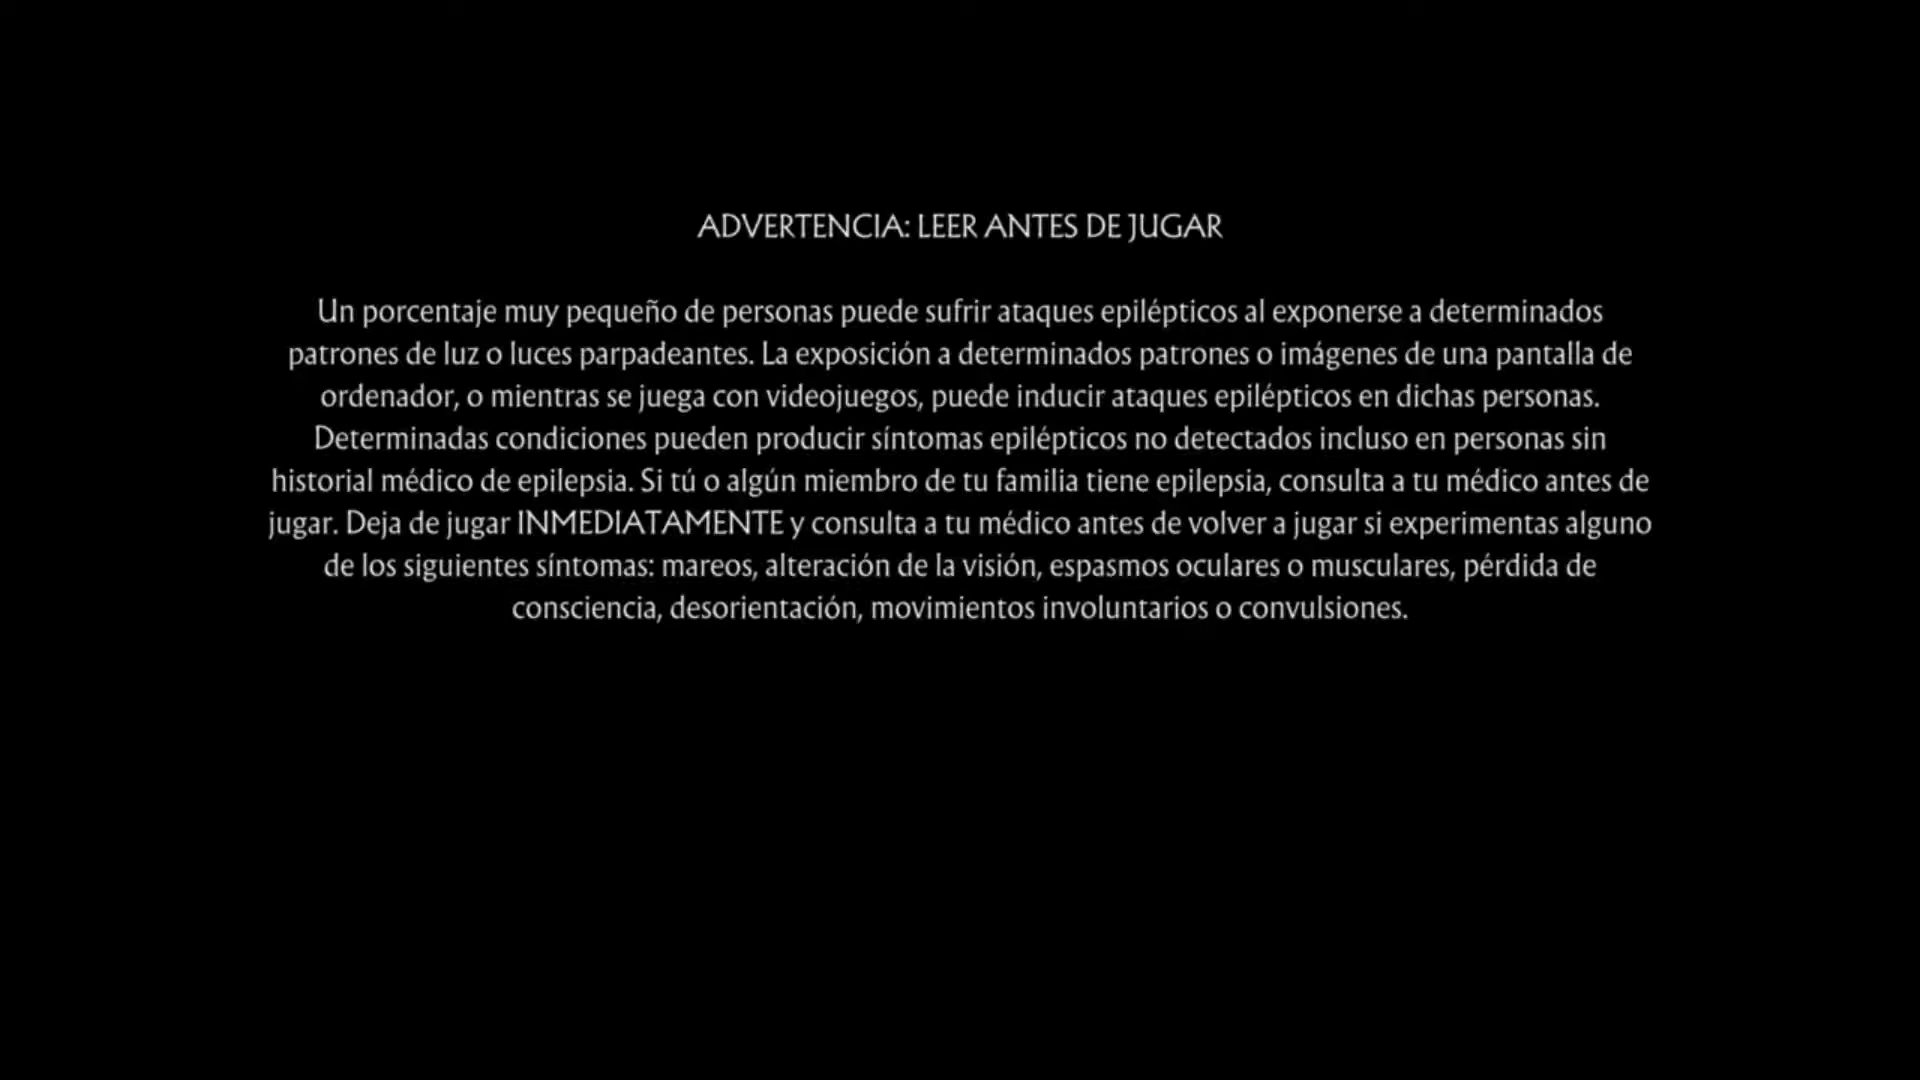 ADVERTENCIA: LEER ANTES DE JUGAR
Un porcentaje muy pequeño de personas puede sufrir ataques epilépticos al exponerse a determinados
patrones de luz o luces parpadeantes. La exposición a determinados patrones o imágenes de una pantalla de
ordenador, o mientras se juega con videojuegos, puede inducir ataques epilépticos en dichas personas.
Determinadas condiciones pueden producir síntomas epilépticos no detectados incluso en personas sin
historial médico de epilepsia. Si tú o algún miembro de tu familia tiene epilepsia, consulta a tu médico antes de
jugar. Deja de jugar INMEDIATAMENTE y consulta a tu médico antes de volver a jugar si experimentas alguno
de los siguientes síntomas: mareos, alteración de la visión, espasmos oculares o musculares, pérdida de
consciencia, desorientación, movimientos involuntarios o convulsiones.